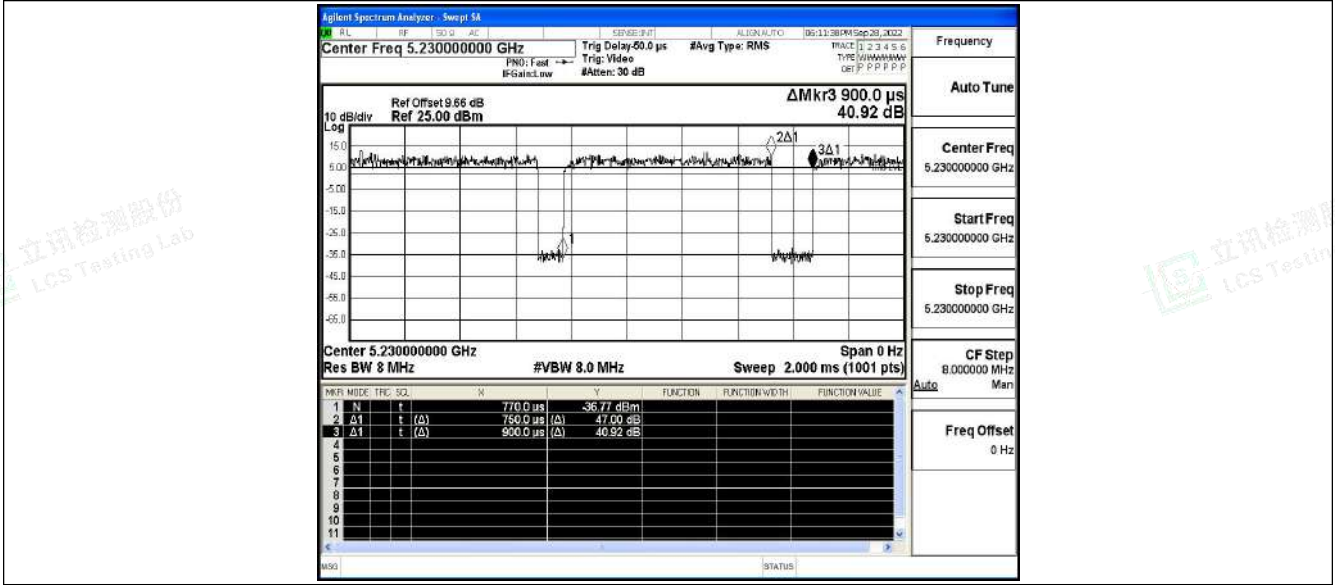 Agilent Spectrum Analyzer - Swept SA
RL RF 50 Ω AC SENSE:INT ALIGN AUTO 06:11:38 PM Sep 28, 2022
Center Freq 5.230000000 GHz
PNO: Fast
IFGain:Low
Trig Delay-50.0 µs
Trig: Video
#Atten: 30 dB
#Avg Type: RMS
TRACE 1 2 3 4 5 6
TYPE WWWWWW
DET P P P P P P
ΔMkr3 900.0 µs
40.92 dB
Ref Offset 9.66 dB
10 dB/div Ref 25.00 dBm
Log
15.0
5.00
-5.00
-15.0
-25.0
-35.0
-45.0
-55.0
-65.0
2Δ1
3Δ1
1
Center 5.230000000 GHz Span 0 Hz
Res BW 8 MHz #VBW 8.0 MHz Sweep 2.000 ms (1001 pts)
MKR MODE TRC SCL X Y FUNCTION FUNCTION WIDTH FUNCTION VALUE
1 N t 770.0 µs -36.77 dBm
2 Δ1 t (Δ) 750.0 µs (Δ) 47.00 dB
3 Δ1 t (Δ) 900.0 µs (Δ) 40.92 dB
4
5
6
7
8
9
10
11
MSG STATUS
Frequency
Auto Tune
Center Freq
5.230000000 GHz
Start Freq
5.230000000 GHz
Stop Freq
5.230000000 GHz
CF Step
8.000000 MHz
Auto Man
Freq Offset
0 Hz
立讯检测股份
LCS Testing Lab
立讯检测
LCS Testin